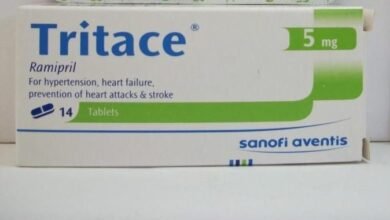 Tritace®
5 mg
Ramipril
For hypertension, heart failure,
prevention of heart attacks & stroke
14 Tablets
sanofi aventis